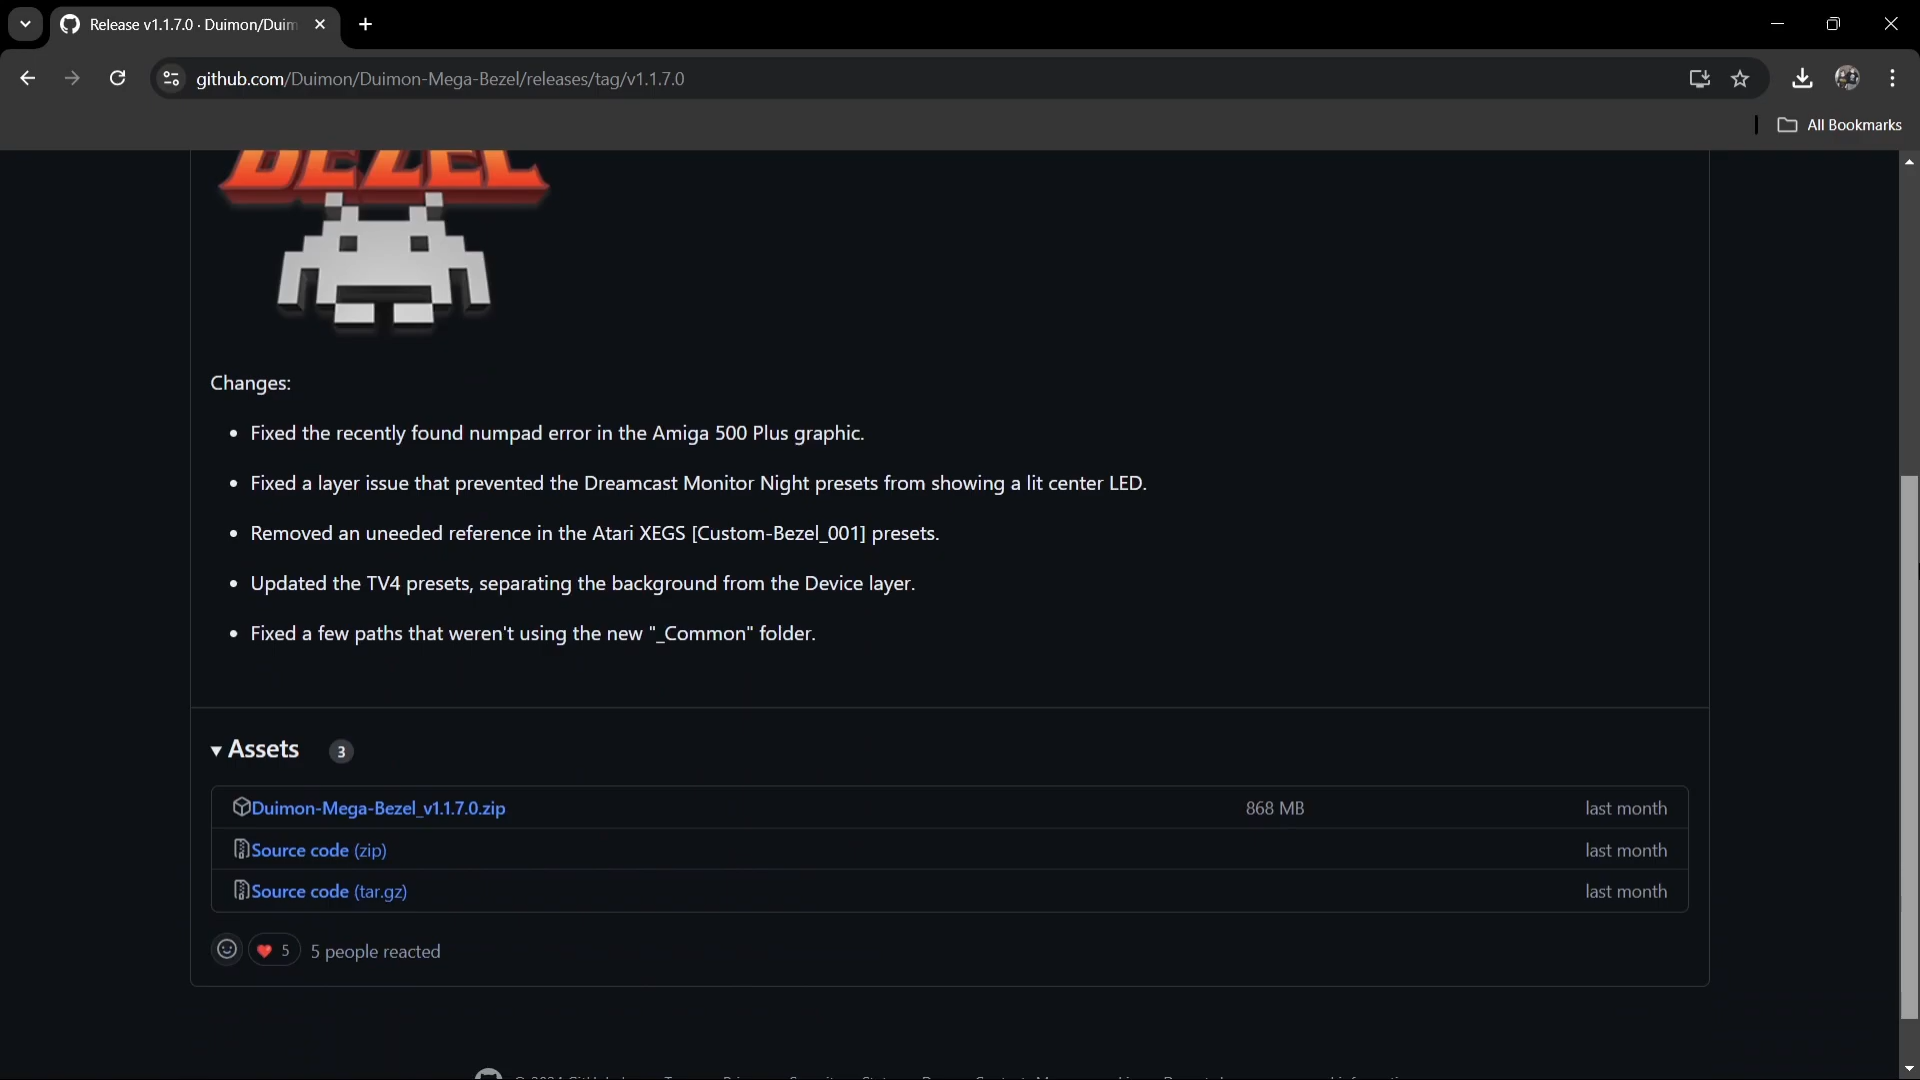 Release v1.1.7.0 · Duimon/Duim
github.com/Duimon/Duimon-Mega-Bezel/releases/tag/v1.1.7.0
All Bookmarks
BEZEL
Changes:
• Fixed the recently found numpad error in the Amiga 500 Plus graphic.
• Fixed a layer issue that prevented the Dreamcast Monitor Night presets from showing a lit center LED.
• Removed an uneeded reference in the Atari XEGS [Custom-Bezel_001] presets.
• Updated the TV4 presets, separating the background from the Device layer.
• Fixed a few paths that weren't using the new "_Common" folder.
Assets 3
Duimon-Mega-Bezel_v1.1.7.0.zip 868 MB last month
Source code (zip) last month
Source code (tar.gz) last month
5 5 people reacted